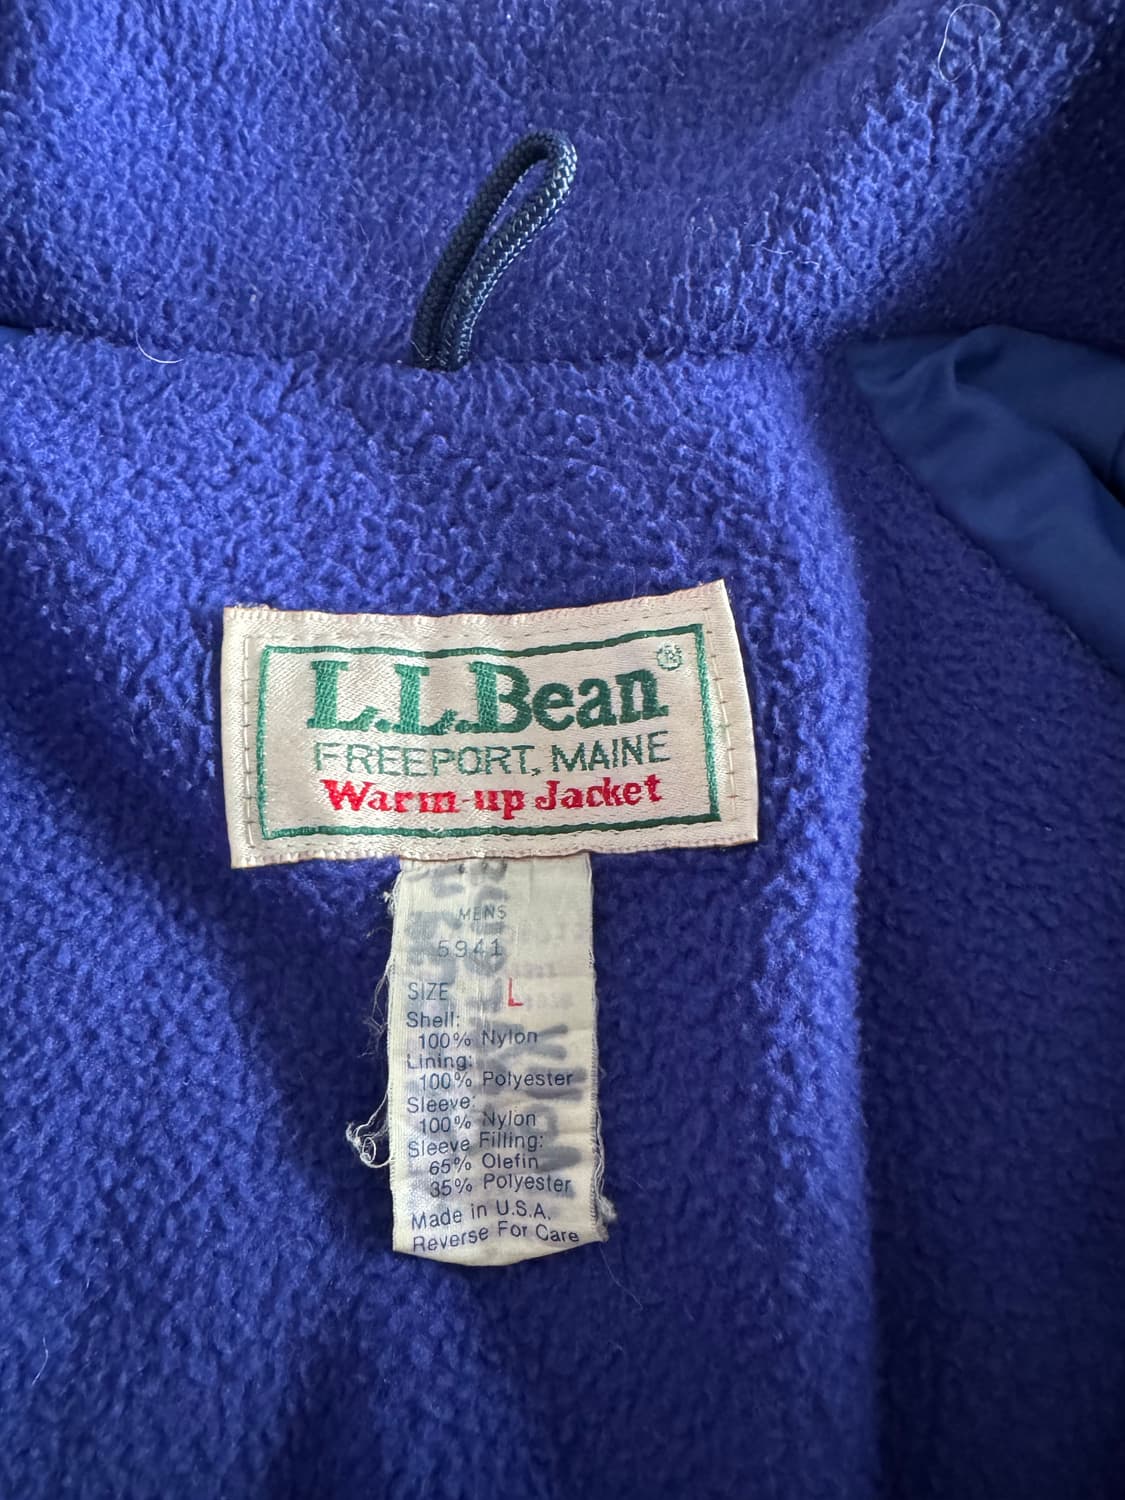 L.L.Bean®
FREEPORT, MAINE
Warm-up Jacket
MENS
5941
SIZE L
Shell:
100% Nylon
Lining:
100% Polyester
Sleeve:
100% Nylon
Sleeve Filling:
65% Olefin
35% Polyester
Made in U.S.A.
Reverse For Care